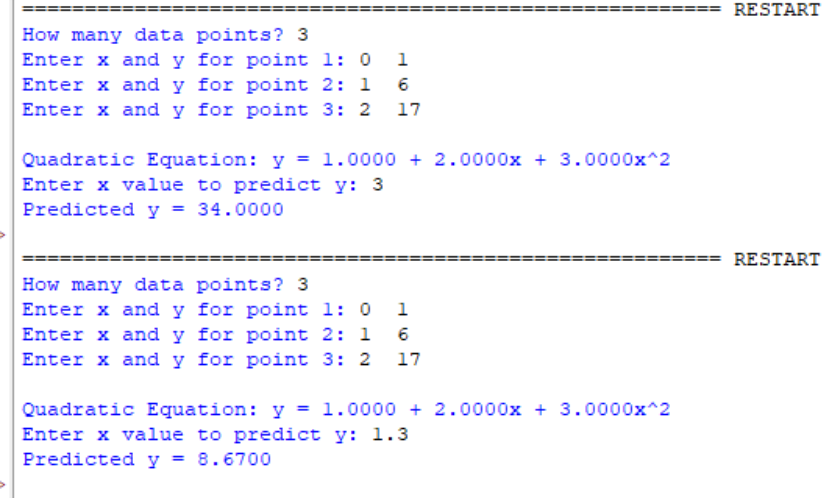 ======================================================== RESTART
How many data points? 3
Enter x and y for point 1: 0  1
Enter x and y for point 2: 1  6
Enter x and y for point 3: 2  17
Quadratic Equation: y = 1.0000 + 2.0000x + 3.0000x^2
Enter x value to predict y: 3
Predicted y = 34.0000
>
======================================================== RESTART
How many data points? 3
Enter x and y for point 1: 0  1
Enter x and y for point 2: 1  6
Enter x and y for point 3: 2  17
Quadratic Equation: y = 1.0000 + 2.0000x + 3.0000x^2
Enter x value to predict y: 1.3
Predicted y = 8.6700
>